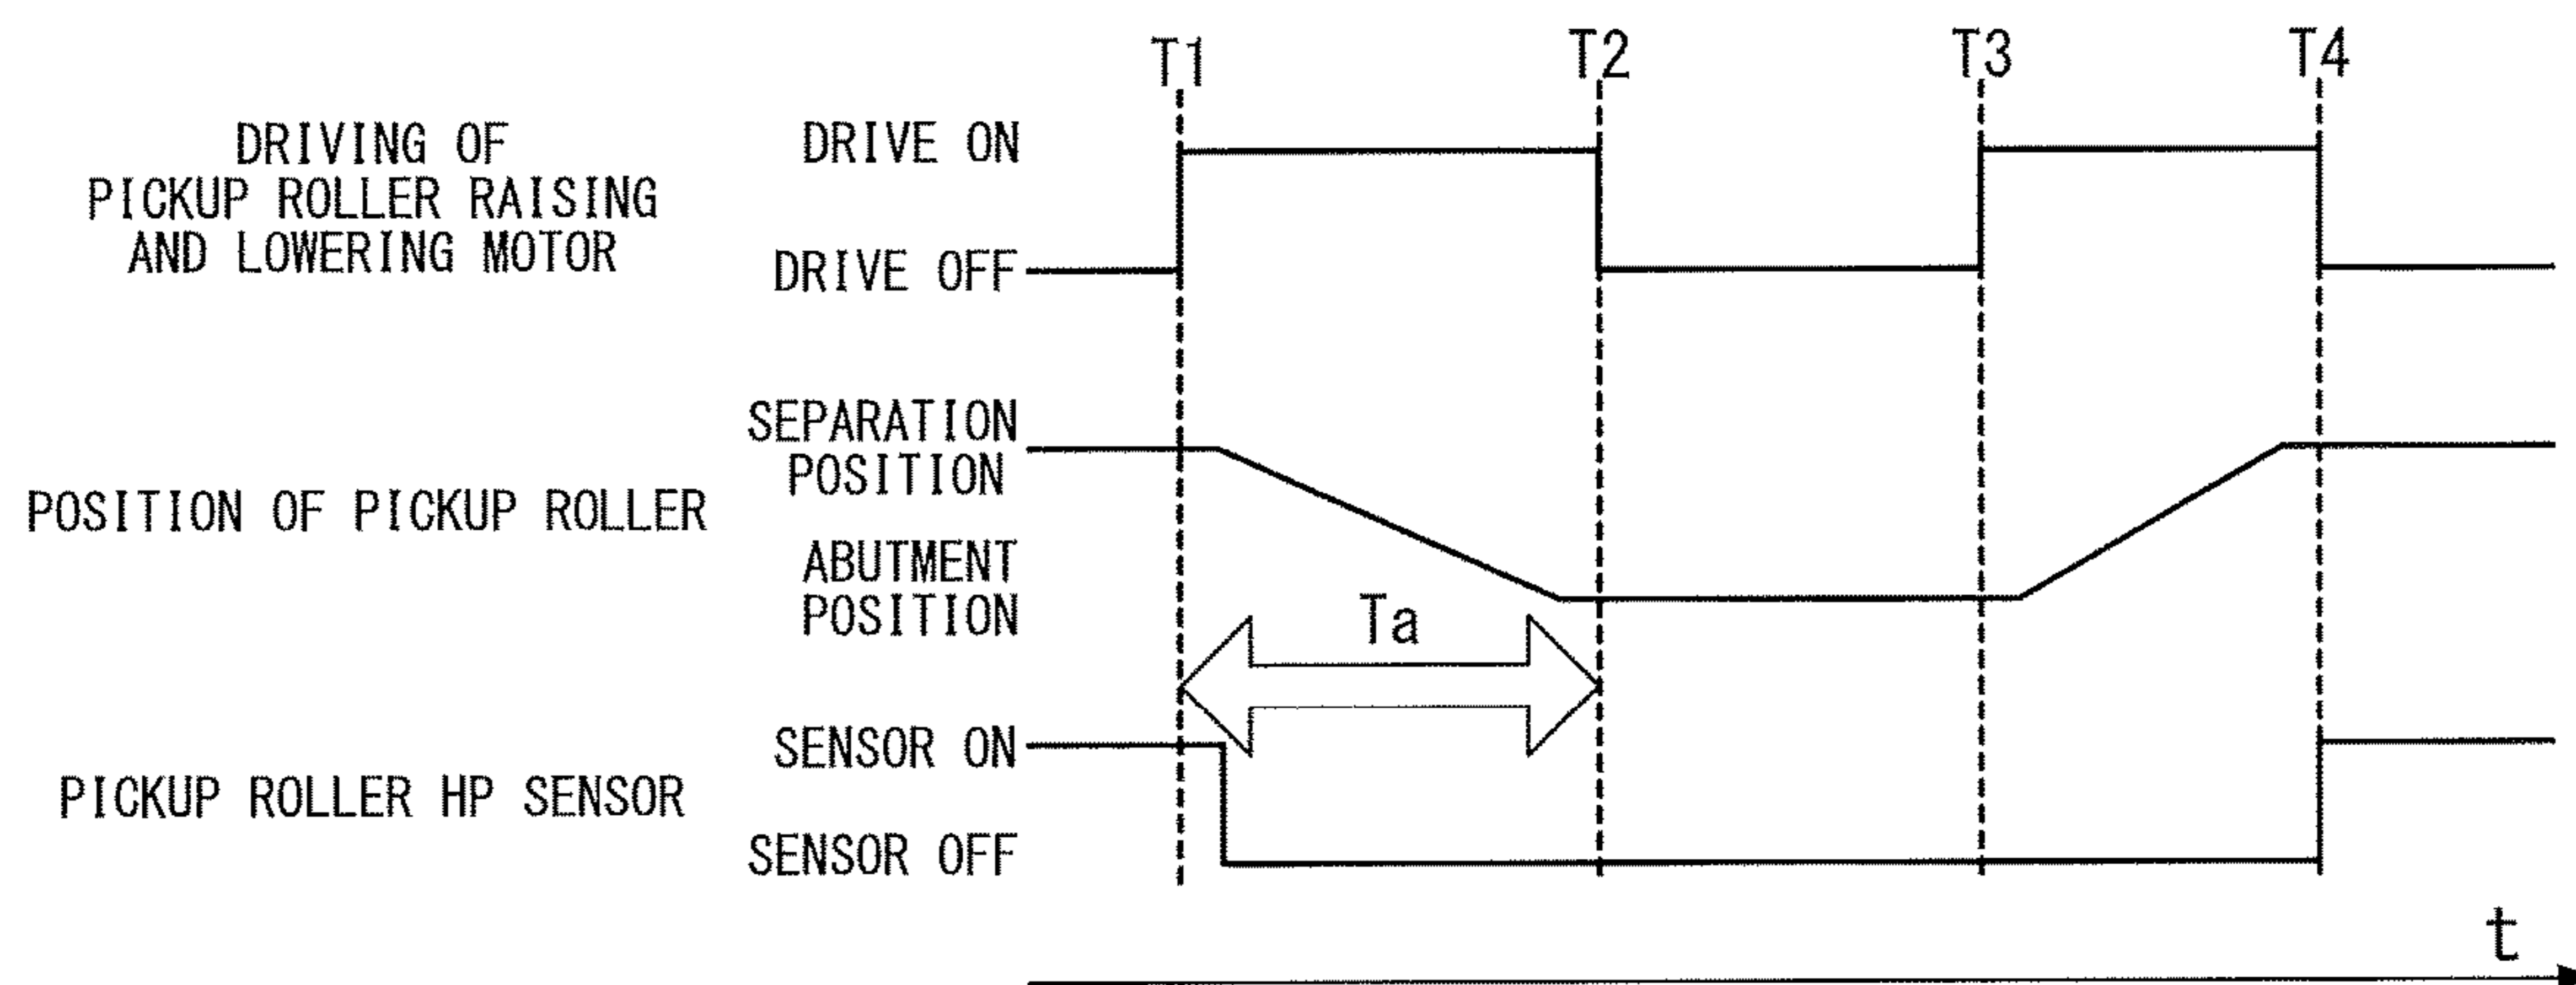 T1 T2 T3 T4
DRIVING OF
PICKUP ROLLER RAISING
AND LOWERING MOTOR
DRIVE ON
DRIVE OFF
POSITION OF PICKUP ROLLER
SEPARATION
POSITION
ABUTMENT
POSITION
Ta
PICKUP ROLLER HP SENSOR
SENSOR ON
SENSOR OFF
t